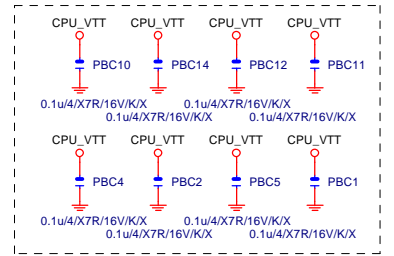 CPU_VTT CPU_VTT CPU_VTT CPU_VTT
PBC10 PBC14 PBC12 PBC11
0.1u/4/X7R/16V/K/X 0.1u/4/X7R/16V/K/X
0.1u/4/X7R/16V/K/X 0.1u/4/X7R/16V/K/X
CPU_VTT CPU_VTT CPU_VTT CPU_VTT
PBC4 PBC2 PBC5 PBC1
0.1u/4/X7R/16V/K/X 0.1u/4/X7R/16V/K/X
0.1u/4/X7R/16V/K/X 0.1u/4/X7R/16V/K/X